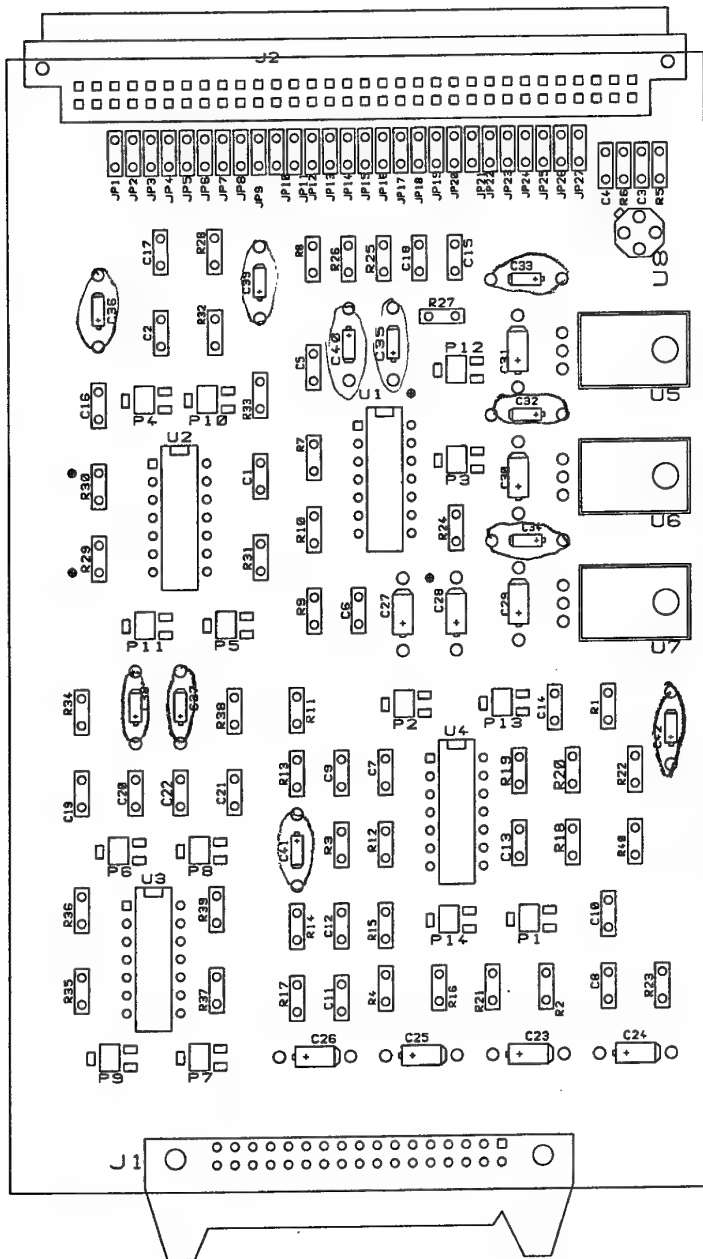 J2
JP1 JP2 JP3 JP4 JP5 JP6 JP7 JP8 JP9 JP10 JP11 JP12 JP13 JP14 JP15 JP16 JP17 JP18 JP19 JP20 JP21 JP22 JP23 JP24 JP25 JP26 JP27
C4 R6 C3 R5
U8
C17 R28 C39 R8 R26 R25 C18 C15 C33
C36 C2 R32 C40 C35 R27 C31
P12 U5
C5 U1
C16 P4 P10 R33 C32
U2
R30 C1 R7 P3 C30
U6
R29 R31 R10 R24 C34
R9 C6 C27 C28 C29
P11 P5 U7
R34 C38 C37 R38 R11 P2 P13 C14 R1 C42
U4
C19 C20 C22 C21 R13 C9 C7 R19 R20 R22
C41 R3 R12 C13 R18 R40
P6 P8
U3
R36 R39 R14 C12 R15 P14 P1 C10
R35 R37 R17 C11 R4 R16 R21 R2 C8 R23
C26 C25 C23 C24
P9 P7
J1